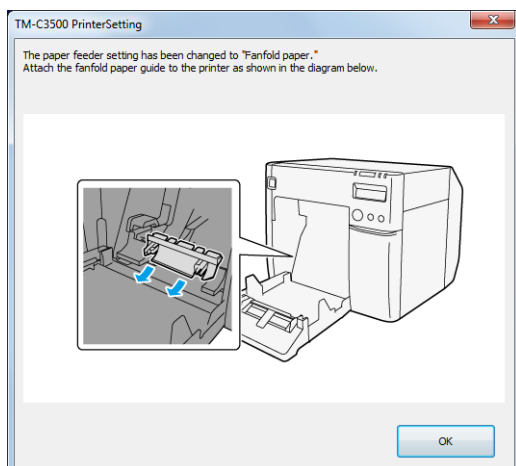 TM-C3500 PrinterSetting
The paper feeder setting has been changed to "Fanfold paper."
Attach the fanfold paper guide to the printer as shown in the diagram below.
OK